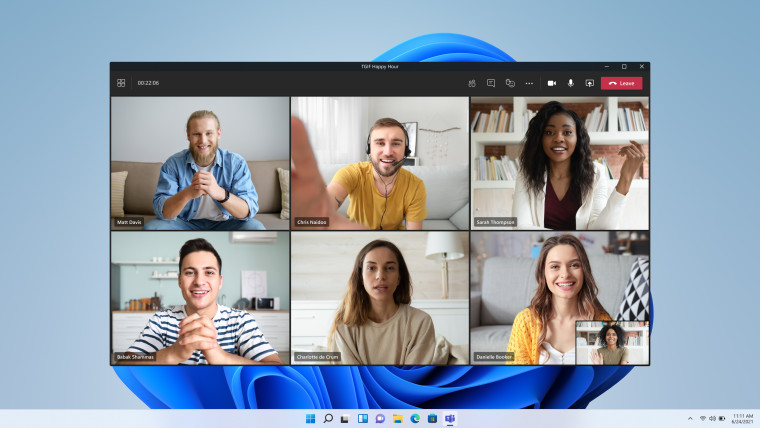 TGIF Happy Hour
00:22:06
Leave
Matt Davis
Chris Naidoo
Sarah Thompson
Babak Shammas
Charlotte de Crum
Danielle Booker
11:11 AM
6/24/2021